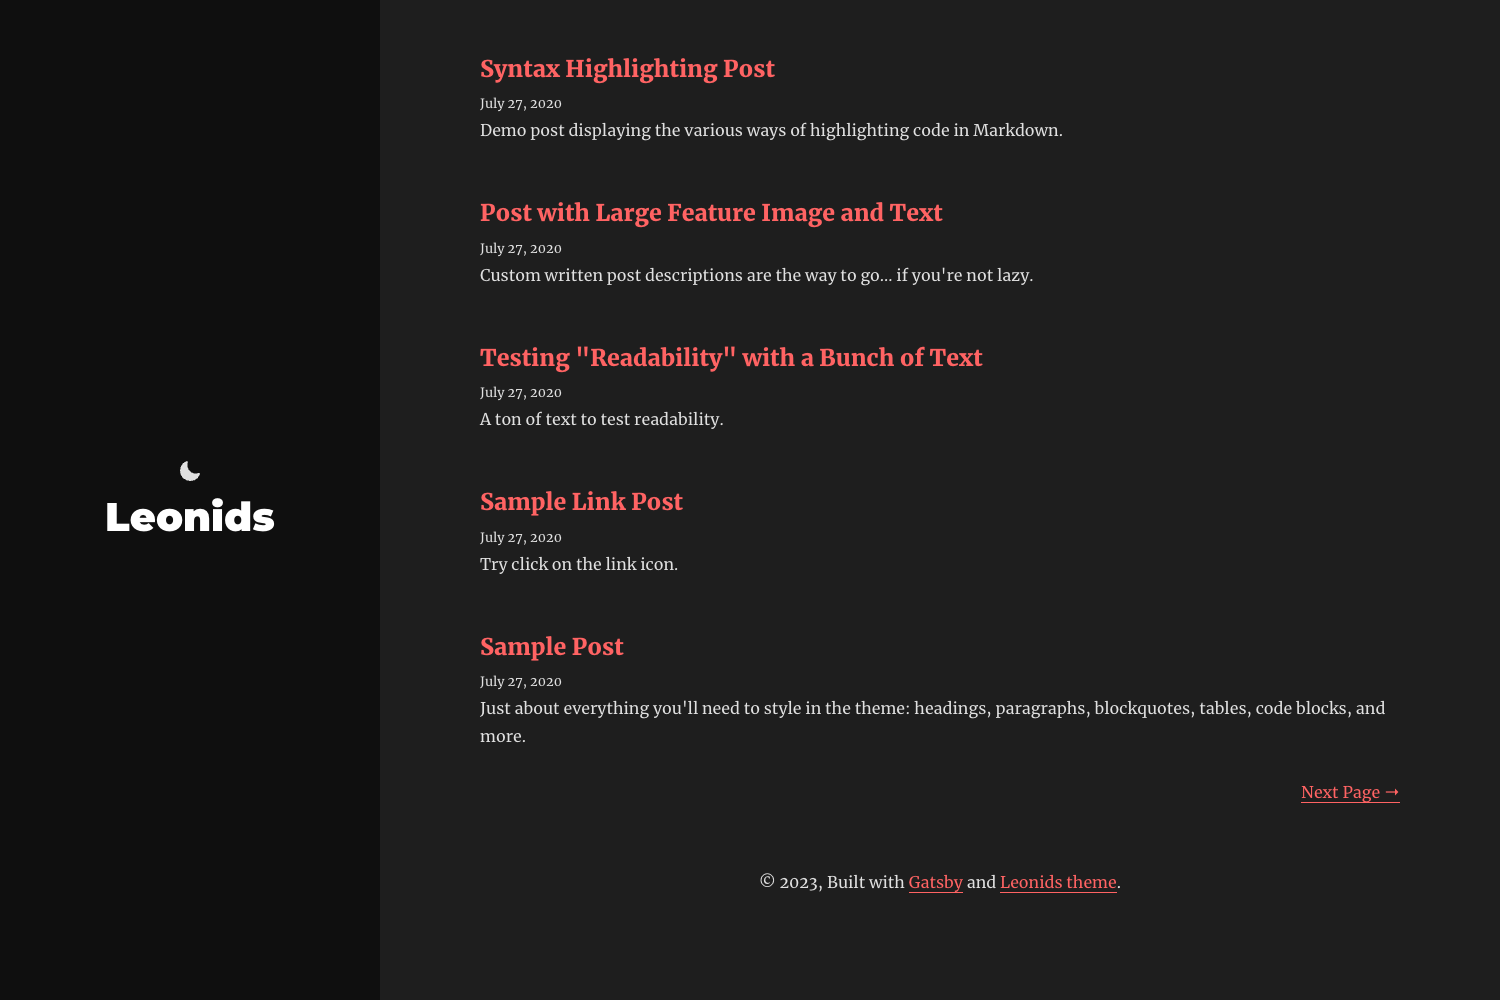 Leonids
Syntax Highlighting Post
July 27, 2020
Demo post displaying the various ways of highlighting code in Markdown.
Post with Large Feature Image and Text
July 27, 2020
Custom written post descriptions are the way to go... if you're not lazy.
Testing "Readability" with a Bunch of Text
July 27, 2020
A ton of text to test readability.
Sample Link Post
July 27, 2020
Try click on the link icon.
Sample Post
July 27, 2020
Just about everything you'll need to style in the theme: headings, paragraphs, blockquotes, tables, code blocks, and
more.
Next Page →
© 2023, Built with Gatsby and Leonids theme.